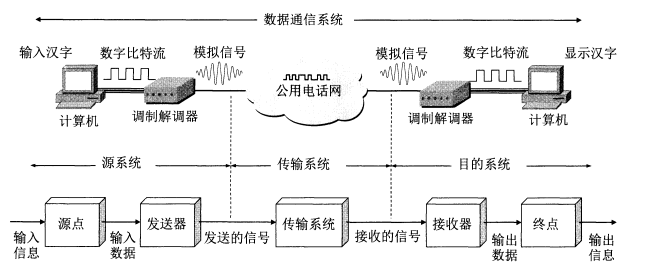 数据通信系统
输入汉字 数字比特流 模拟信号 模拟信号 数字比特流 显示汉字
公用电话网
计算机 调制解调器 调制解调器 计算机
源系统 传输系统 目的系统
源点 发送器 传输系统 接收器 终点
输入 输入 发送的信号 接收的信号 输出 输出
信息 数据 数据 信息